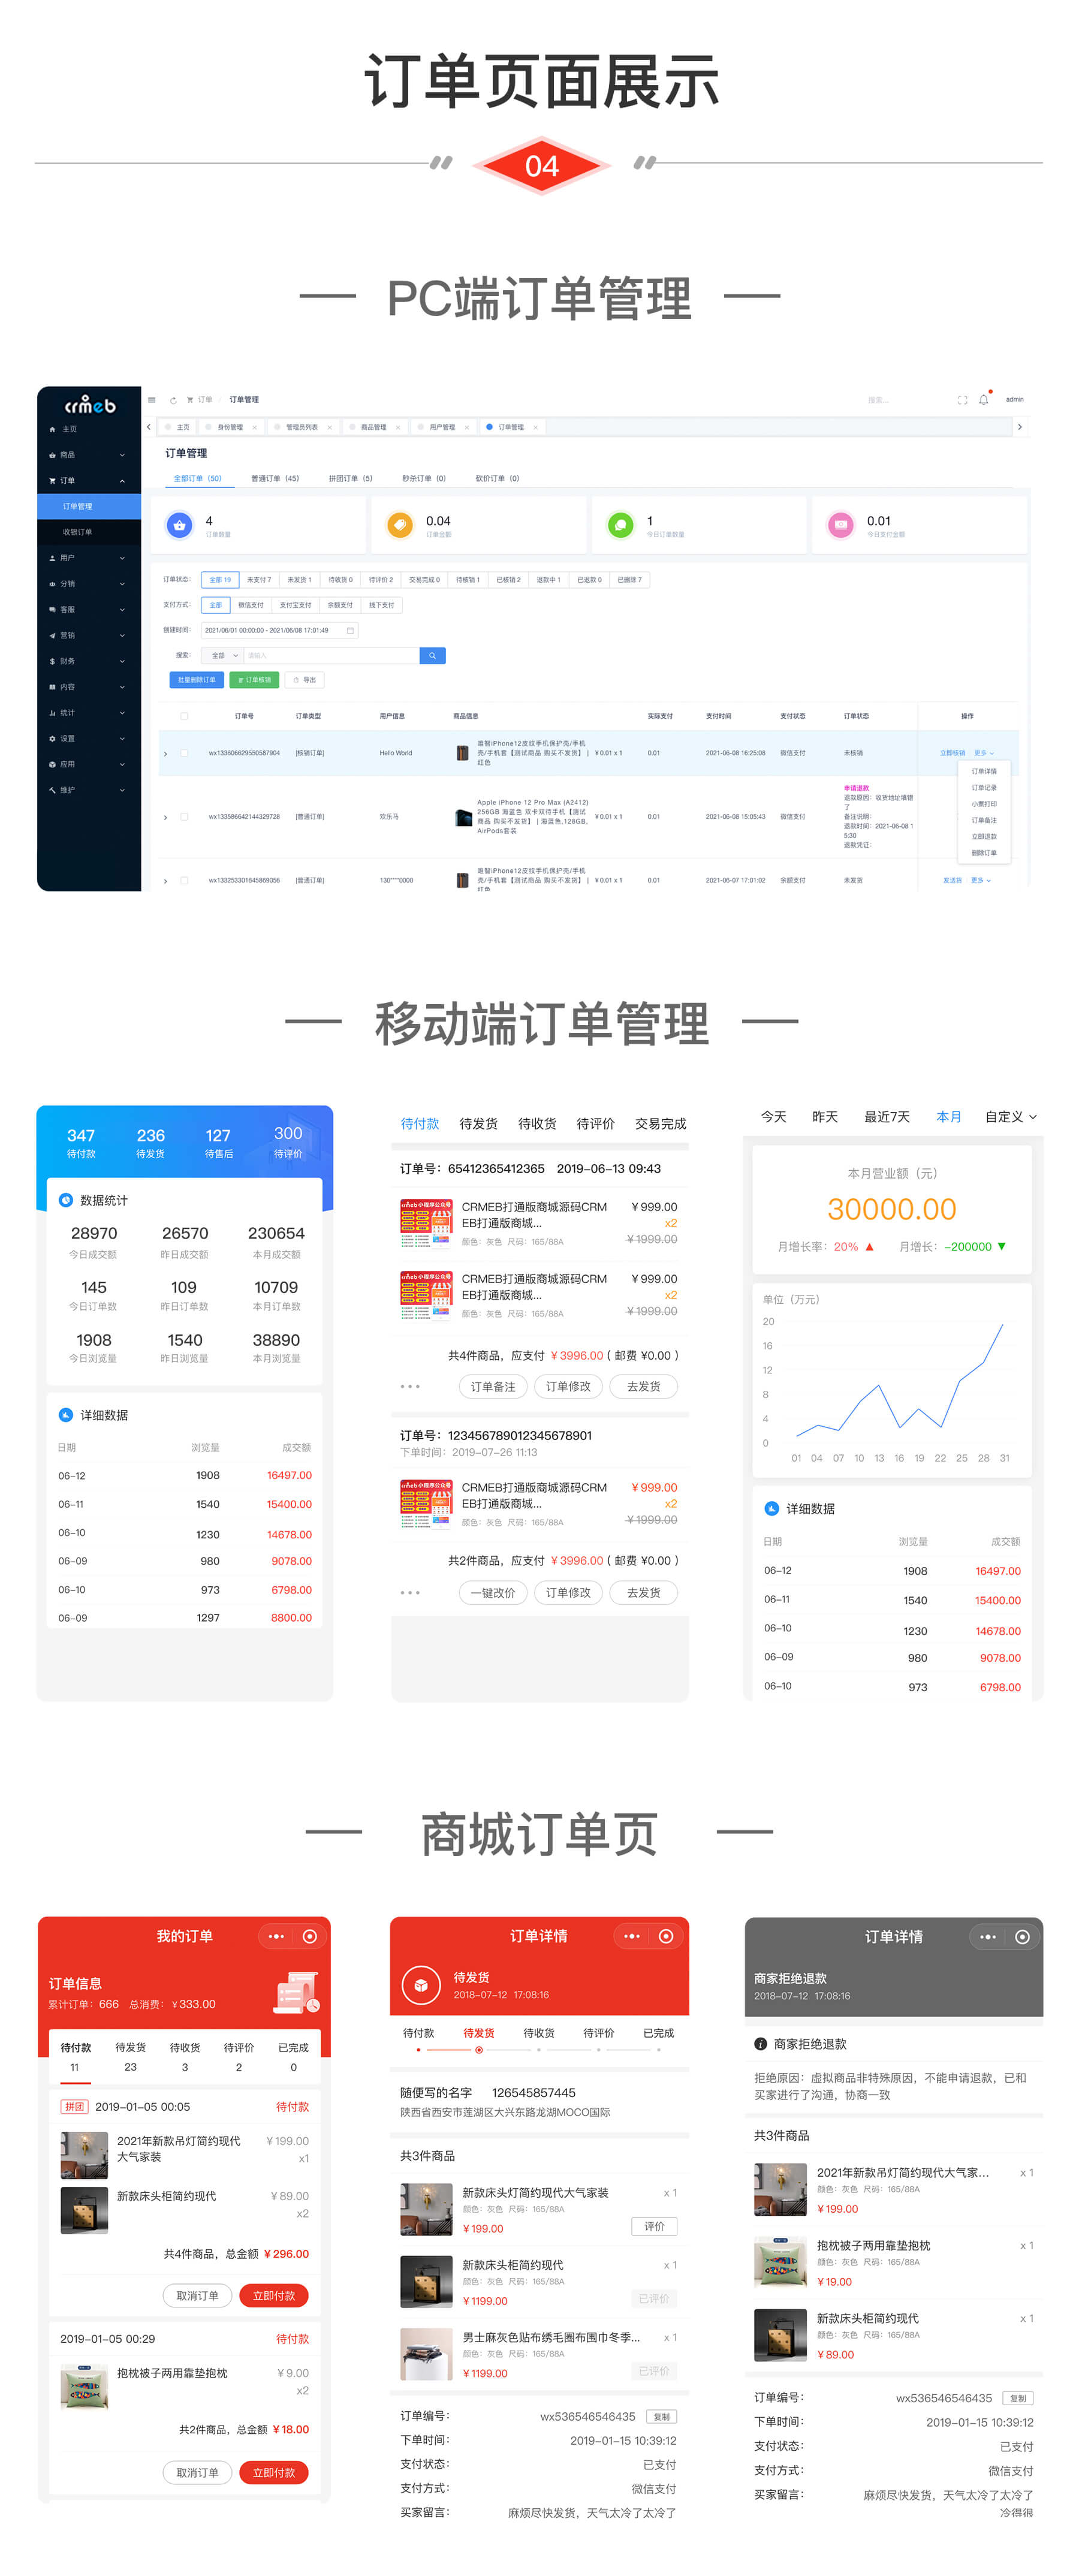 订单页面展示
04
PC端订单管理
crmeb
订单 订单管理
搜索...
admin
主页
商品
订单
订单管理
收银订单
用户
分销
客服
营销
财务
内容
统计
设置
应用
维护
主页 身份管理 管理员列表 商品管理 用户管理 订单管理
订单管理
全部订单（50） 普通订单（45） 拼团订单（5） 秒杀订单（0） 砍价订单（0）
4
订单数量
0.04
订单金额
1
今日订单数量
0.01
今日支付金额
订单状态： 全部 19 未支付 7 未发货 1 待收货 0 待评价 2 交易完成 0 待核销 1 已核销 2 退款中 1 已退款 0 已删除 7
支付方式： 全部 微信支付 支付宝支付 余额支付 线下支付
创建时间： 2021/06/01 00:00:00 - 2021/06/08 17:01:49
搜索： 全部 请输入
批量删除订单 订单核销 导出
订单号 订单类型 用户信息 商品信息 实际支付 支付时间 支付状态 订单状态 操作
wx133606629550587904 [核销订单] Hello World 喵智iPhone12皮纹手机保护壳/手机壳/手机套【测试商品 购买不发货】 | 红色 ￥0.01 x 1 0.01 2021-06-08 16:25:08 微信支付 未核销 立即核销 更多
订单详情
订单记录
小票打印
订单备注
立即退款
删除订单
wx133586642144329728 [普通订单] 欢乐马 Apple iPhone 12 Pro Max (A2412) 256GB 海蓝色 双卡双待手机【测试商品 购买不发货】 | 海蓝色,128GB,AirPods套装 ￥0.01 x 1 0.01 2021-06-08 15:05:43 微信支付
申请退款
退款原因：收货地址填错了
备注说明：
退款时间：2021-06-08 15:30
退款凭证：
wx133253301645869056 [普通订单] 130****0000 喵智iPhone12皮纹手机保护壳/手机壳/手机套【测试商品 购买不发货】 | 红色 ￥0.01 x 1 0.01 2021-06-07 17:01:02 余额支付 未发货 发送货 更多
移动端订单管理
347 236 127 300
待付款 待发货 待售后 待评价
数据统计
28970 26570 230654
今日成交额 昨日成交额 本月成交额
145 109 10709
今日订单数 昨日订单数 本月订单数
1908 1540 38890
今日浏览量 昨日浏览量 本月浏览量
详细数据
日期 浏览量 成交额
06-12 1908 16497.00
06-11 1540 15400.00
06-10 1230 14678.00
06-09 980 9078.00
06-10 973 6798.00
06-09 1297 8800.00
待付款 待发货 待收货 待评价 交易完成
订单号：65412365412365 2019-06-13 09:43
CRMEB打通版商城源码CRM ￥999.00
EB打通版商城... x2
颜色：灰色 尺码：165/88A ￥1999.00
CRMEB打通版商城源码CRM ￥999.00
EB打通版商城... x2
颜色：灰色 尺码：165/88A ￥1999.00
共4件商品，应支付 ￥3996.00 ( 邮费 ¥0.00 )
订单备注 订单修改 去发货
订单号：123456789012345678901
下单时间：2019-07-26 11:13
CRMEB打通版商城源码CRM ￥999.00
EB打通版商城... x2
颜色：灰色 尺码：165/88A ￥1999.00
共2件商品，应支付 ￥3996.00 ( 邮费 ¥0.00 )
一键改价 订单修改 去发货
今天 昨天 最近7天 本月 自定义
本月营业额（元）
30000.00
月增长率：20% 月增长：-200000
单位（万元）
20
16
12
8
4
0
01 04 07 10 13 16 19 22 25 28 31
详细数据
日期 浏览量 成交额
06-12 1908 16497.00
06-11 1540 15400.00
06-10 1230 14678.00
06-09 980 9078.00
06-10 973 6798.00
商城订单页
我的订单
订单信息
累计订单：666 总消费：￥333.00
待付款 待发货 待收货 待评价 已完成
11 23 3 2 0
拼团 2019-01-05 00:05 待付款
2021年新款吊灯简约现代 ￥199.00
大气家装 x1
新款床头柜简约现代 ￥89.00
x2
共4件商品，总金额 ￥296.00
取消订单 立即付款
2019-01-05 00:29 待付款
抱枕被子两用靠垫抱枕 ￥9.00
x2
共2件商品，总金额 ￥18.00
取消订单 立即付款
订单详情
待发货
2018-07-12 17:08:16
待付款 待发货 待收货 待评价 已完成
随便写的名字 126545857445
陕西省西安市莲湖区大兴东路龙湖MOCO国际
共3件商品
新款床头灯简约现代大气家装 x 1
颜色：灰色 尺码：165/88A
￥199.00 评价
新款床头柜简约现代 x 1
颜色：灰色 尺码：165/88A
￥1199.00 已评价
男士麻灰色贴布绣毛圈布围巾冬季... x 1
￥1199.00 已评价
订单编号： wx536546546435 复制
下单时间： 2019-01-15 10:39:12
支付状态： 已支付
支付方式： 微信支付
买家留言： 麻烦尽快发货，天气太冷了太冷了
订单详情
商家拒绝退款
2018-07-12 17:08:16
商家拒绝退款
拒绝原因：虚拟商品非特殊原因，不能申请退款，已和
买家进行了沟通，协商一致
共3件商品
2021年新款吊灯简约现代大气家... x 1
颜色：灰色 尺码：165/88A
￥199.00
抱枕被子两用靠垫抱枕 x 1
颜色：灰色 尺码：165/88A
￥19.00
新款床头柜简约现代 x 1
颜色：灰色 尺码：165/88A
￥89.00
订单编号： wx536546546435 复制
下单时间： 2019-01-15 10:39:12
支付状态： 已支付
支付方式： 微信支付
买家留言： 麻烦尽快发货，天气太冷了太冷了
冷得很